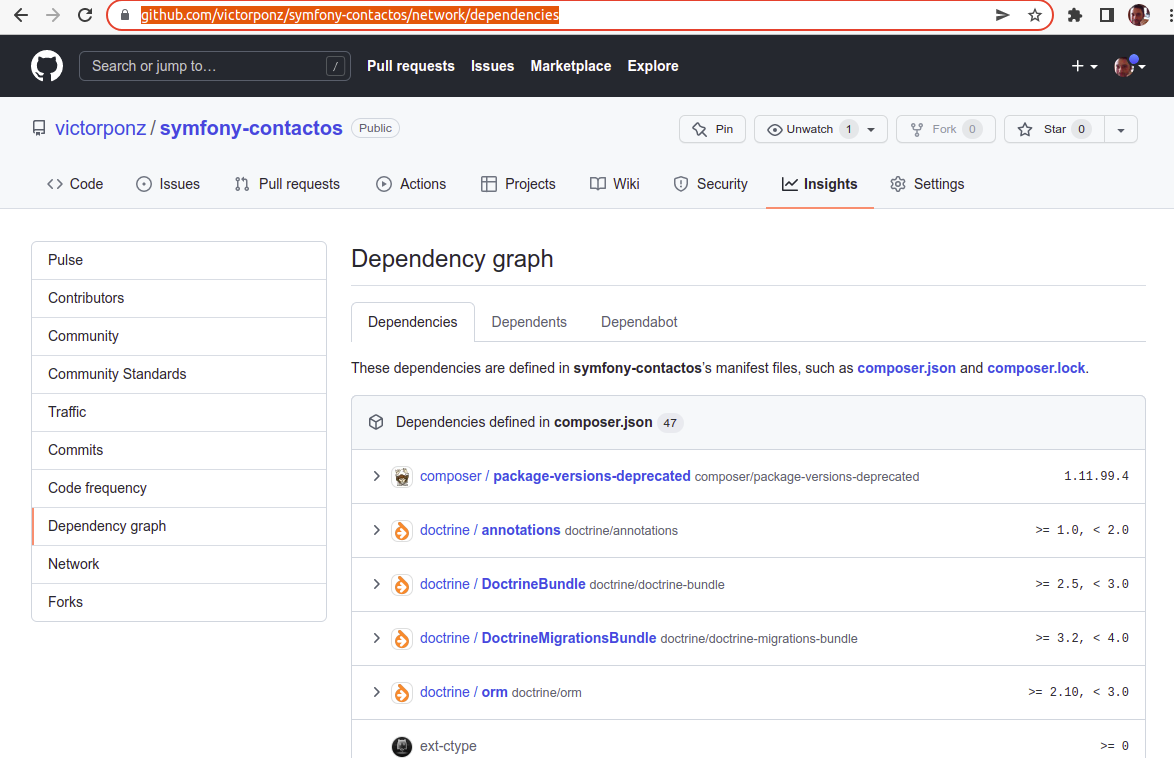 github.com/victorponz/symfony-contactos/network/dependencies
Search or jump to… /
Pull requests Issues Marketplace Explore
victorponz / symfony-contactos Public
Pin Unwatch 1 Fork 0 Star 0
Code Issues Pull requests Actions Projects Wiki Security Insights Settings
Pulse
Contributors
Community
Community Standards
Traffic
Commits
Code frequency
Dependency graph
Network
Forks
Dependency graph
Dependencies Dependents Dependabot
These dependencies are defined in symfony-contactos's manifest files, such as composer.json and composer.lock.
Dependencies defined in composer.json 47
composer / package-versions-deprecated composer/package-versions-deprecated 1.11.99.4
doctrine / annotations doctrine/annotations >= 1.0, < 2.0
doctrine / DoctrineBundle doctrine/doctrine-bundle >= 2.5, < 3.0
doctrine / DoctrineMigrationsBundle doctrine/doctrine-migrations-bundle >= 3.2, < 4.0
doctrine / orm doctrine/orm >= 2.10, < 3.0
ext-ctype >= 0